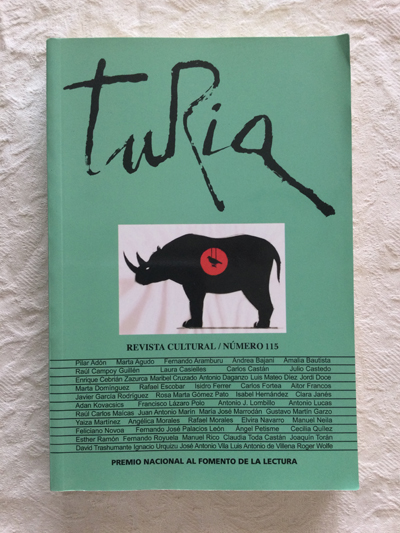 Turia
REVISTA CULTURAL / NÚMERO 115
Pilar Adón Marta Agudo Fernando Aramburu Andrea Bajani Amalia Bautista
Raúl Campoy Guillén Laura Casielles Carlos Castán Julio Castedo
Enrique Cebrián Zazurca Maribel Cruzado Antonio Daganzo Luis Mateo Díez Jordi Doce
Marta Domínguez Rafael Escobar Isidro Ferrer Carlos Fortea Aitor Francos
Javier García Rodríguez Rosa Marta Gómez Pato Isabel Hernández Clara Janés
Adan Kovacsics Francisco Lázaro Polo Antonio J. Lombillo Antonio Lucas
Raúl Carlos Maícas Juan Antonio Marín María José Marrodán Gustavo Martín Garzo
Yaiza Martínez Angélica Morales Rafael Morales Elvira Navarro Manuel Neila
Feliciano Novoa Fernando José Palacios León Ángel Petisme Cecilia Quílez
Esther Ramón Fernando Royuela Manuel Rico Claudia Toda Castán Joaquín Torán
David Trashumante Ignacio Urquizu José Antonio Vila Luis Antonio de Villena Roger Wolfe
PREMIO NACIONAL AL FOMENTO DE LA LECTURA